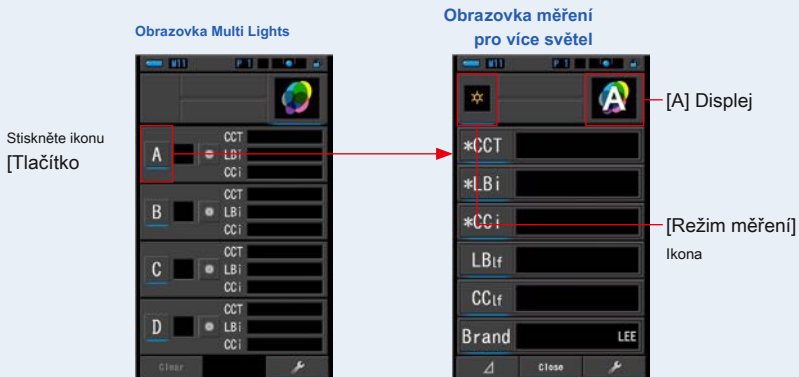 Obrazovka Multi Lights
Stiskněte ikonu
[Tlačítko
M11 P 1
A CCT
LBi
CCi
B CCT
LBi
CCi
C CCT
LBi
CCi
D CCT
LBi
CCi
Clear
Obrazovka měření
pro více světel
M11 P 1
A
*CCT
*LBi
*CCi
LBlf
CClf
Brand LEE
Close
[A] Displej
[Režim měření]
Ikona